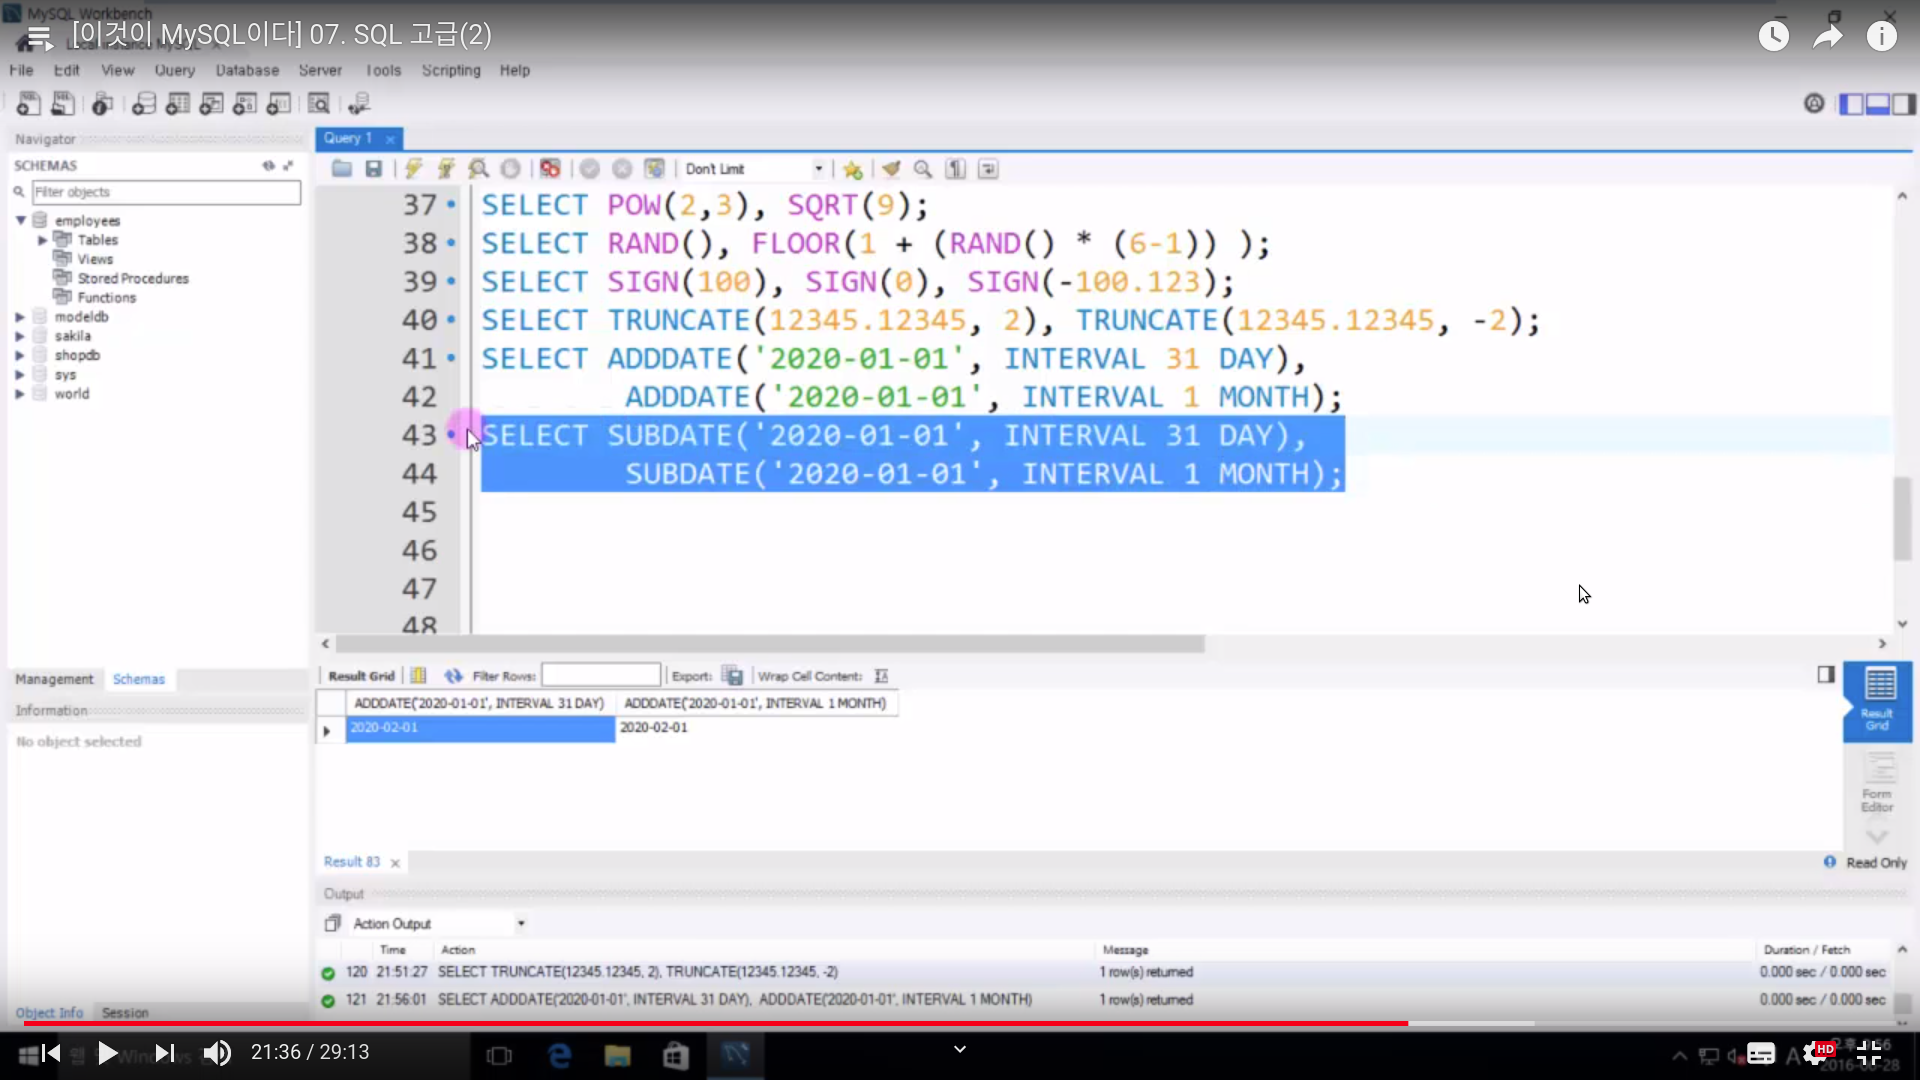 MySQL Workbench
[이것이 MySQL이다] 07. SQL 고급(2)
File Edit View Query Database Server Tools Scripting Help
Navigator
Query 1
SCHEMAS
Don't Limit
Filter objects
employees
Tables
Views
Stored Procedures
Functions
modeldb
sakila
shopdb
sys
world
37 SELECT POW(2,3), SQRT(9);
38 SELECT RAND(), FLOOR(1 + (RAND() * (6-1)) );
39 SELECT SIGN(100), SIGN(0), SIGN(-100.123);
40 SELECT TRUNCATE(12345.12345, 2), TRUNCATE(12345.12345, -2);
41 SELECT ADDDATE('2020-01-01', INTERVAL 31 DAY),
42 ADDDATE('2020-01-01', INTERVAL 1 MONTH);
43 SELECT SUBDATE('2020-01-01', INTERVAL 31 DAY),
44 SUBDATE('2020-01-01', INTERVAL 1 MONTH);
45
46
47
48
Management Schemas
Information
No object selected
Result Grid Filter Rows: Export: Wrap Cell Content:
ADDDATE('2020-01-01', INTERVAL 31 DAY) ADDDATE('2020-01-01', INTERVAL 1 MONTH)
2020-02-01 2020-02-01
Result Grid
Form Editor
Result 83
Read Only
Output
Action Output
Time Action Message Duration / Fetch
120 21:51:27 SELECT TRUNCATE(12345.12345, 2), TRUNCATE(12345.12345, -2) 1 row(s) returned 0.000 sec / 0.000 sec
121 21:56:01 SELECT ADDDATE('2020-01-01', INTERVAL 31 DAY), ADDDATE('2020-01-01', INTERVAL 1 MONTH) 1 row(s) returned 0.000 sec / 0.000 sec
Object Info Session
21:36 / 29:13
HD